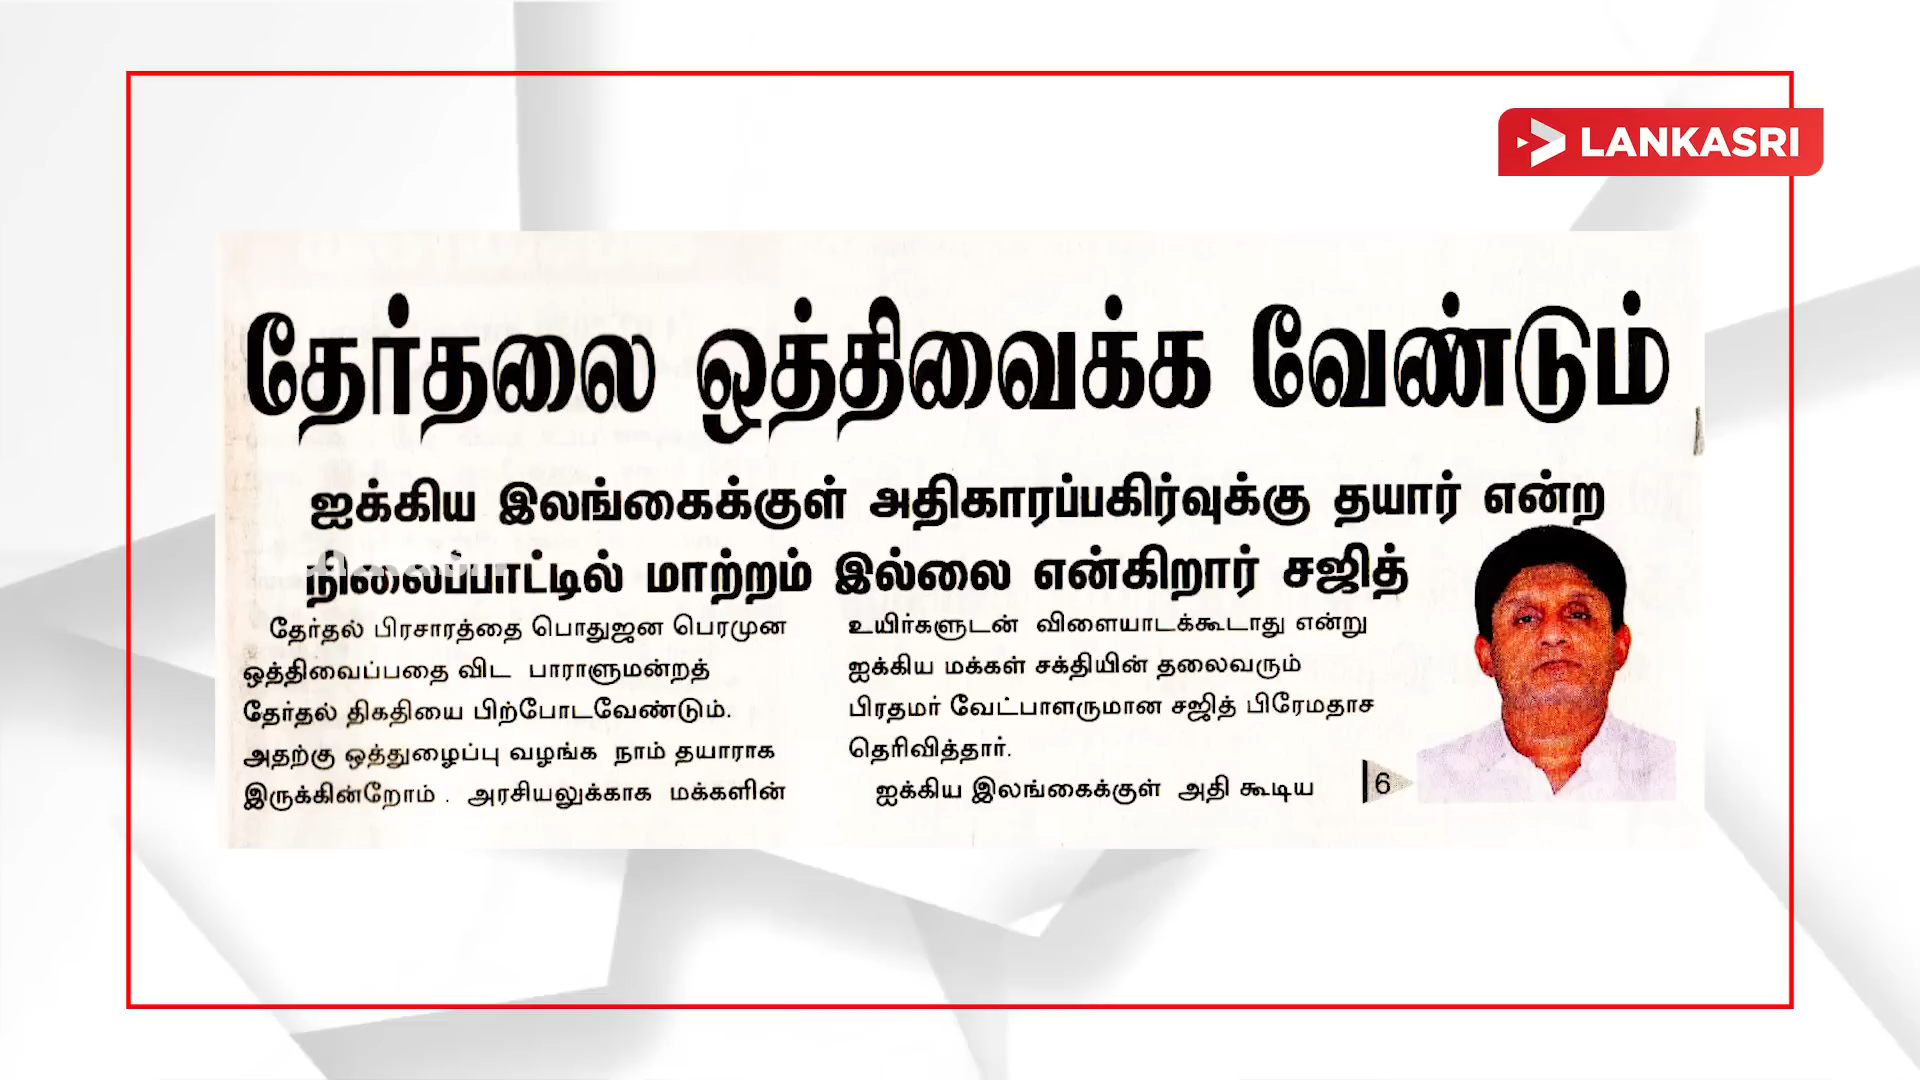 LANKASRI
தேர்தலை ஒத்திவைக்க வேண்டும்
ஐக்கிய இலங்கைக்குள் அதிகாரப்பகிர்வுக்கு தயார் என்ற
நிலைப்பாட்டில் மாற்றம் இல்லை என்கிறார் சஜித்
தேர்தல் பிரசாரத்தை பொதுஜன பெரமுன
ஒத்திவைப்பதை விட பாராளுமன்றத்
தேர்தல் திகதியை பிற்போடவேண்டும்.
அதற்கு ஒத்துழைப்பு வழங்க நாம் தயாராக
இருக்கின்றோம் . அரசியலுக்காக மக்களின்
உயிர்களுடன் விளையாடக்கூடாது என்று
ஐக்கிய மக்கள் சக்தியின் தலைவரும்
பிரதமர் வேட்பாளருமான சஜித் பிரேமதாச
தெரிவித்தார்.
ஐக்கிய இலங்கைக்குள் அதி கூடிய
6